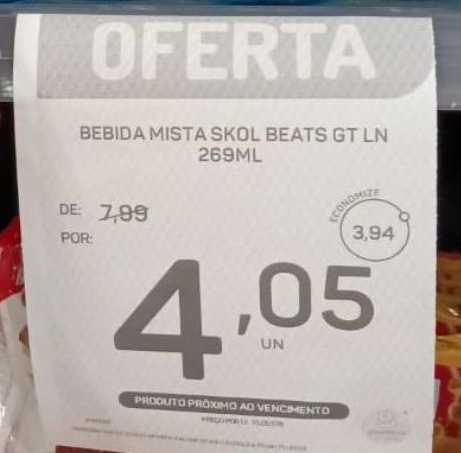 OFERTA
BEBIDA MISTA SKOL BEATS GT LN
269ML
DE: 7,99
POR:
ECONOMIZE
3,94
4,05
UN
PRODUTO PRÓXIMO AO VENCIMENTO